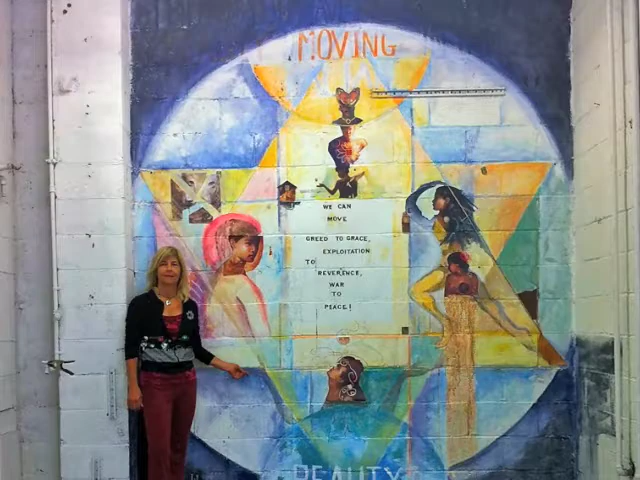 MOVING
WE CAN
MOVE
GREED TO GRACE,
EXPLOITATION
TO
REVERENCE,
WAR
TO
PEACE!
BEAUTY